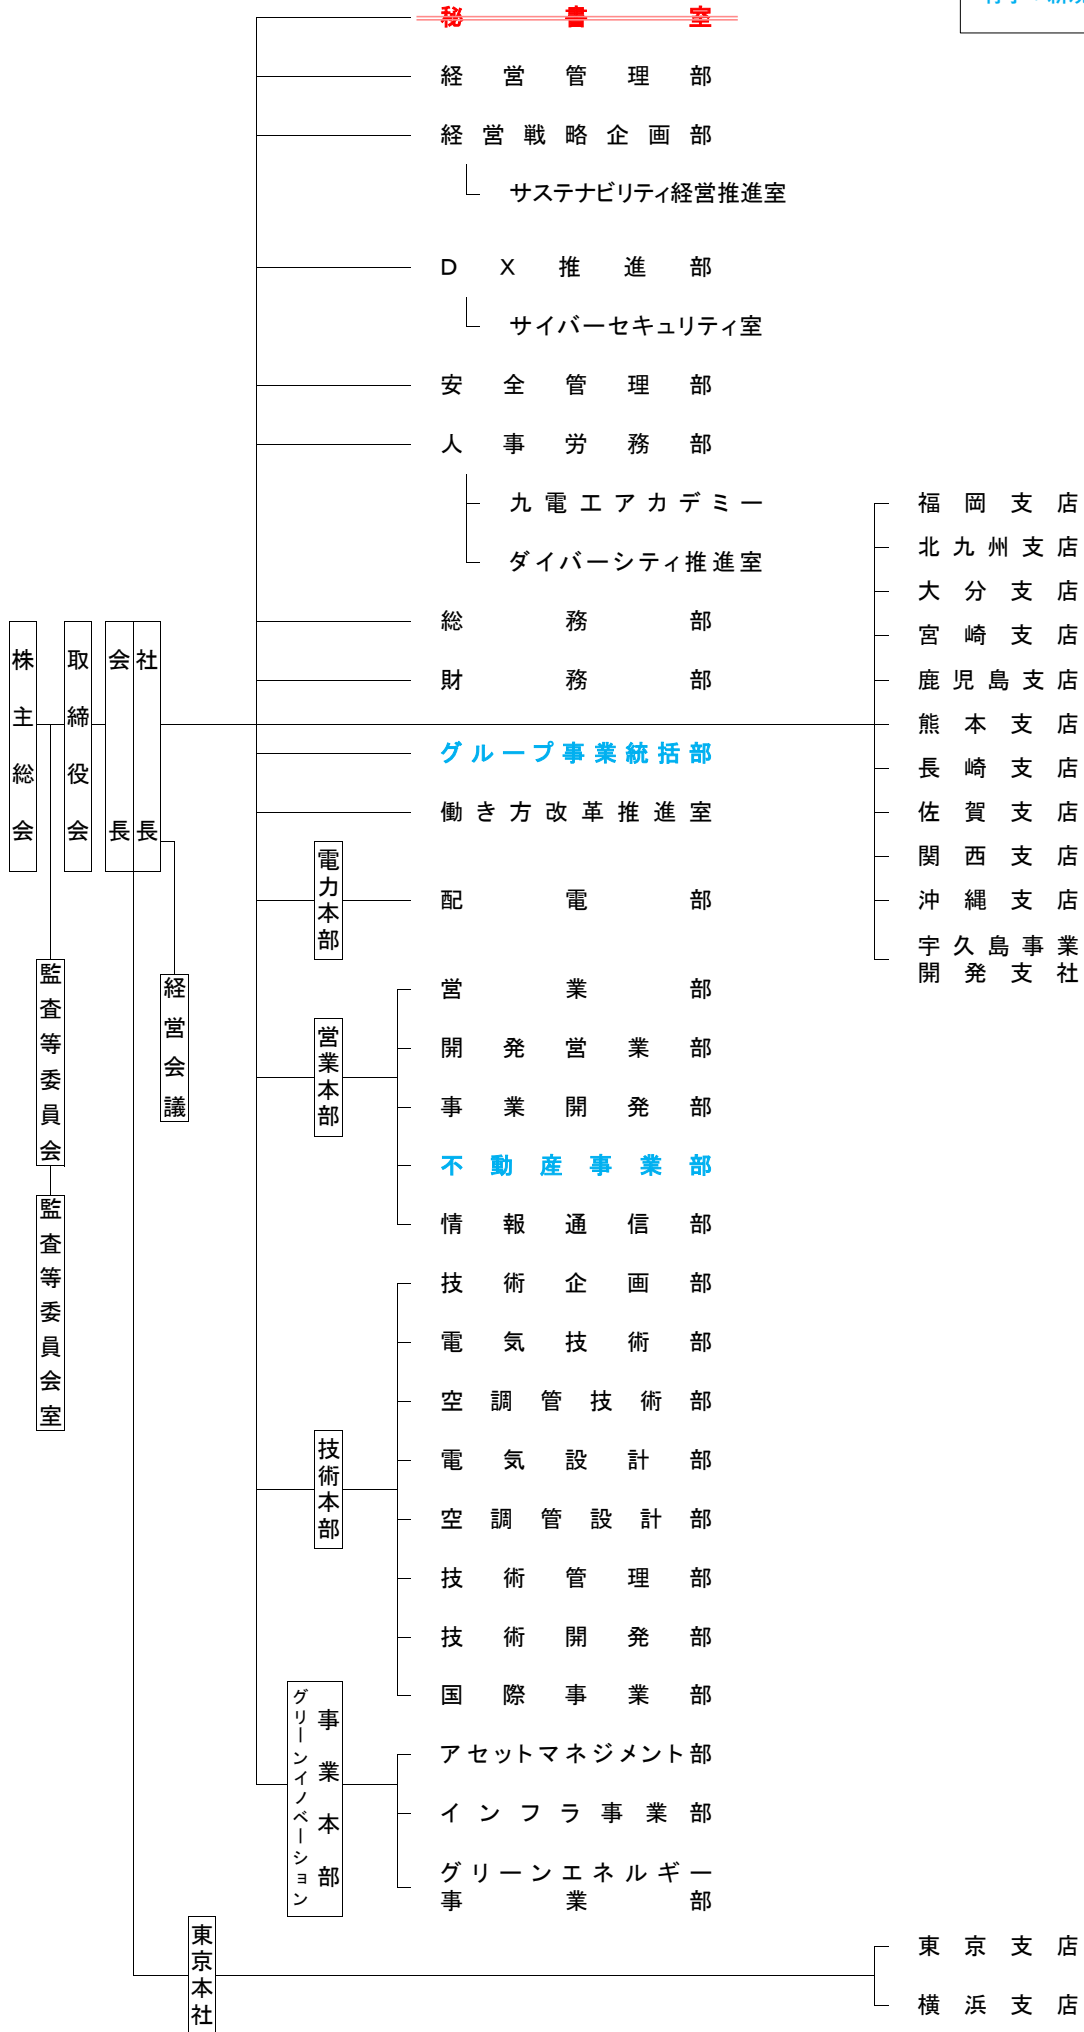 秘書室
経営管理部
経営戦略企画部
サステナビリティ経営推進室
DX推進部
サイバーセキュリティ室
安全管理部
人事労務部
九電エアカデミー
ダイバーシティ推進室
総務部
財務部
グループ事業統括部
働き方改革推進室
株主総会
取締役会
会長
社長
監査等委員会
監査等委員会室
経営会議
電力本部
配電部
営業本部
営業部
開発営業部
事業開発部
不動産事業部
情報通信部
技術本部
技術企画部
電気技術部
空調管技術部
電気設計部
空調管設計部
技術管理部
技術開発部
国際事業部
グリーンイノベーション
事業本部
アセットマネジメント部
インフラ事業部
グリーンエネルギー
事業部
福岡支店
北九州支店
大分支店
宮崎支店
鹿児島支店
熊本支店
長崎支店
佐賀支店
関西支店
沖縄支店
宇久島事業
開発支社
東京本社
東京支店
横浜支店